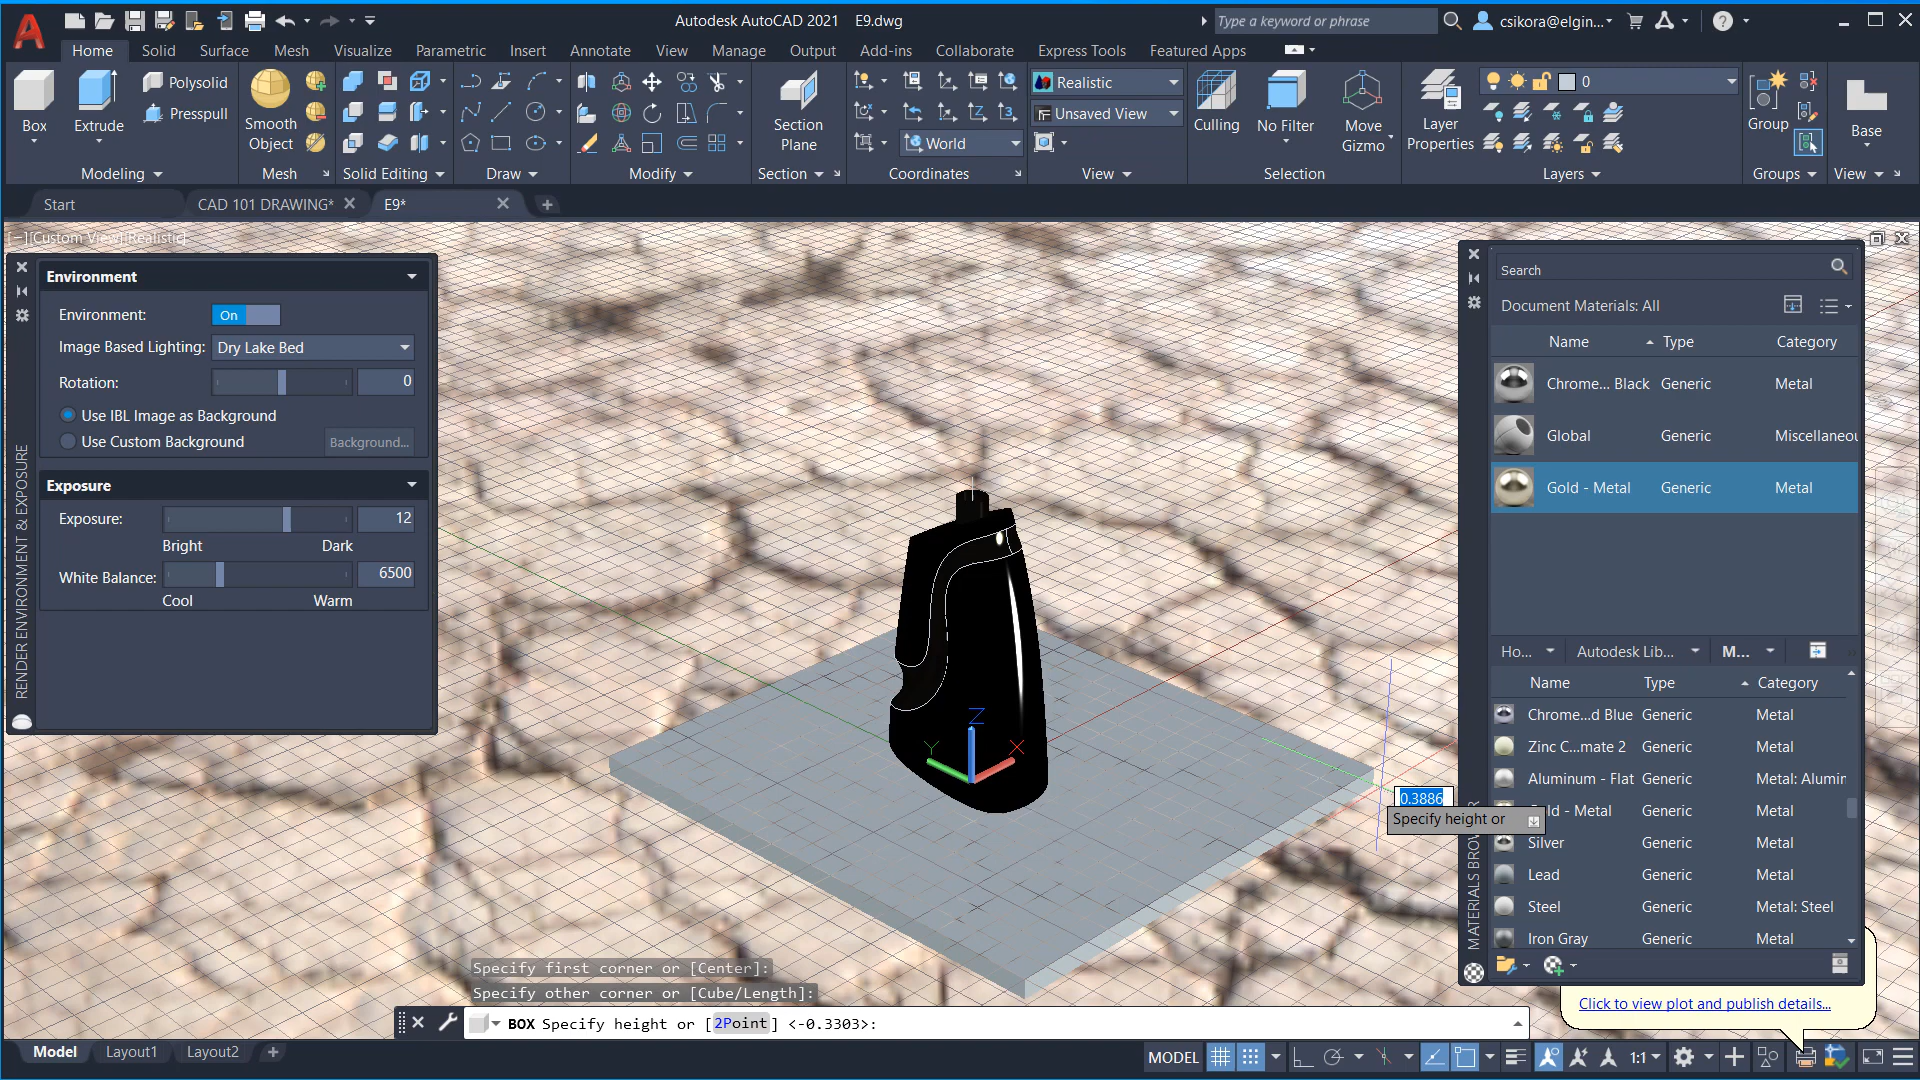 Autodesk AutoCAD 2021 E9.dwg
Type a keyword or phrase
csikora@elgin...
Home Solid Surface Mesh Visualize Parametric Insert Annotate View Manage Output Add-ins Collaborate Express Tools Featured Apps
Polysolid
Presspull
Box
Extrude
Smooth
Object
Section
Plane
World
Realistic
Unsaved View
Culling
No Filter
Move
Gizmo
Layer
Properties
0
Group
Base
Modeling
Mesh
Solid Editing
Draw
Modify
Section
Coordinates
View
Selection
Layers
Groups
View
Start
CAD 101 DRAWING*
E9*
[−][Custom View][Realistic]
Environment
Environment: On
Image Based Lighting: Dry Lake Bed
Rotation: 0
Use IBL Image as Background
Use Custom Background Background...
Exposure
Exposure: 12
Bright Dark
White Balance: 6500
Cool Warm
RENDER ENVIRONMENT & EXPOSURE
Z
Y X
0.3886
Specify height or
Search
Document Materials: All
Name Type Category
Chrome... Black Generic Metal
Global Generic Miscellaneou
Gold - Metal Generic Metal
Ho... Autodesk Lib... M...
Name Type Category
Chrome...d Blue Generic Metal
Zinc C...mate 2 Generic Metal
Aluminum - Flat Generic Metal: Alumin
ld - Metal Generic Metal
Silver Generic Metal
Lead Generic Metal
Steel Generic Metal: Steel
Iron Gray Generic Metal
MATERIALS BROW R
Click to view plot and publish details...
Specify first corner or [Center]:
Specify other corner or [Cube/Length]:
BOX Specify height or [2Point] <-0.3303>:
Model Layout1 Layout2
MODEL
1:1